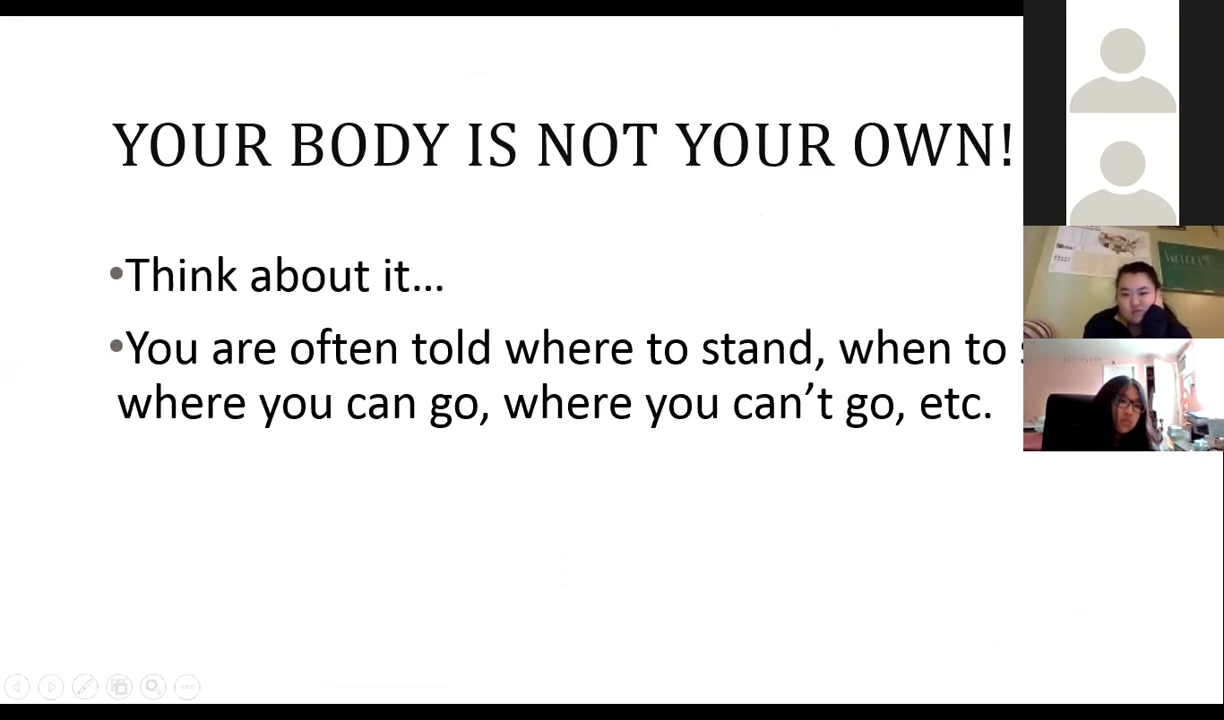 YOUR BODY IS NOT YOUR OWN!
•Think about it...
•You are often told where to stand, when to
where you can go, where you can’t go, etc.
WELCOME